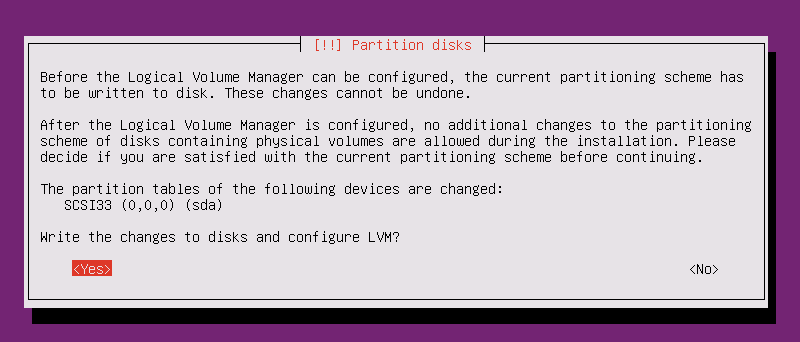 [!!] Partition disks
Before the Logical Volume Manager can be configured, the current partitioning scheme has
to be written to disk. These changes cannot be undone.
After the Logical Volume Manager is configured, no additional changes to the partitioning
scheme of disks containing physical volumes are allowed during the installation. Please
decide if you are satisfied with the current partitioning scheme before continuing.
The partition tables of the following devices are changed:
SCSI33 (0,0,0) (sda)
Write the changes to disks and configure LVM?
<Yes> <No>